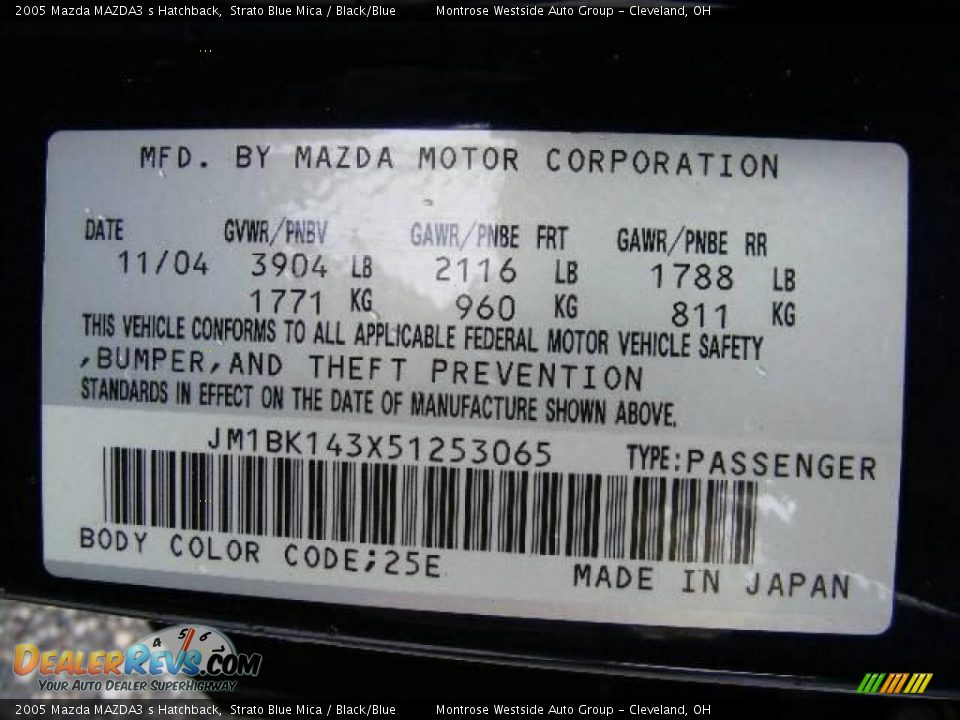 2005 Mazda MAZDA3 s Hatchback, Strato Blue Mica / Black/Blue Montrose Westside Auto Group - Cleveland, OH
MFD. BY MAZDA MOTOR CORPORATION
DATE GVWR/PNBV GAWR/PNBE FRT GAWR/PNBE RR
11/04 3904 LB 2116 LB 1788 LB
1771 KG 960 KG 811 KG
THIS VEHICLE CONFORMS TO ALL APPLICABLE FEDERAL MOTOR VEHICLE SAFETY
,BUMPER,AND THEFT PREVENTION
STANDARDS IN EFFECT ON THE DATE OF MANUFACTURE SHOWN ABOVE.
JM1BK143X51253065 TYPE:PASSENGER
BODY COLOR CODE;25E MADE IN JAPAN
4 5 6
DEALERREVS.COM
YOUR AUTO DEALER SUPERHIGHWAY
2005 Mazda MAZDA3 s Hatchback, Strato Blue Mica / Black/Blue Montrose Westside Auto Group - Cleveland, OH